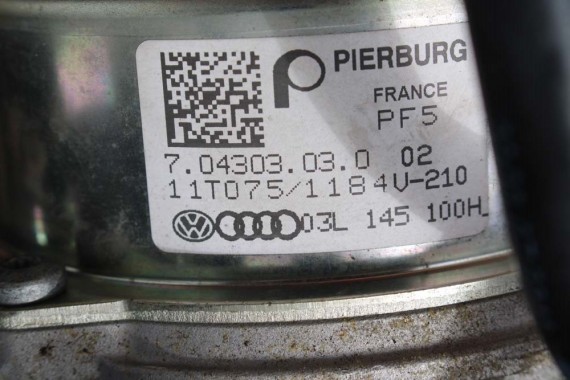 PIERBURG
FRANCE
PF5
7.04303.03.0 02
11T075/1184V-210
03L 145 100H